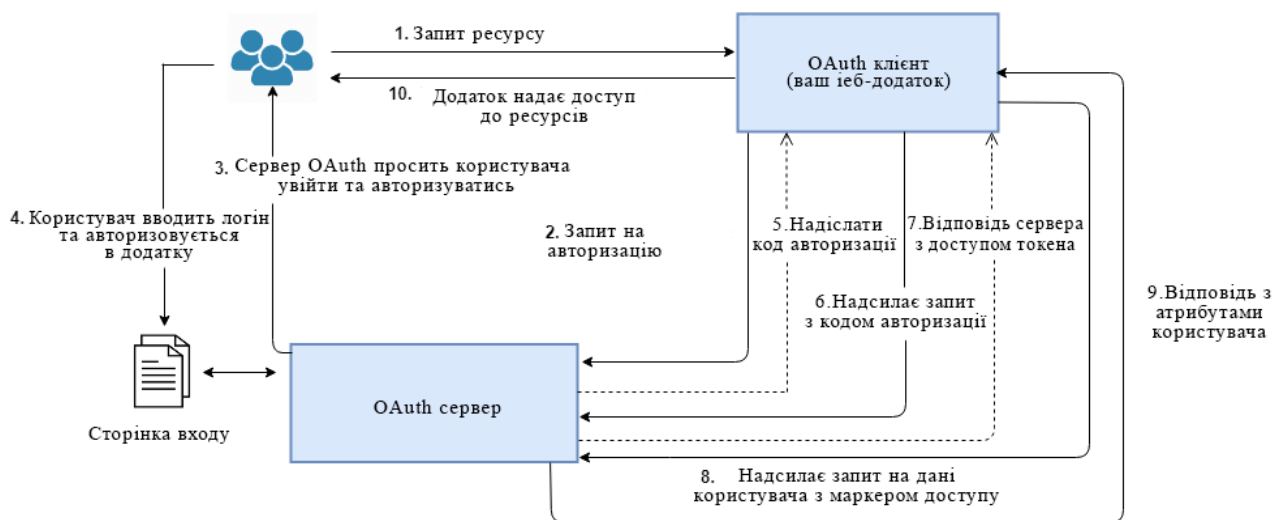 1. Запит ресурсу
OAuth клієнт
(ваш іеб-додаток)
10. Додаток надає доступ
до ресурсів
3. Сервер OAuth просить користувача
увійти та авторизуватись
4. Користувач вводить логін
та авторизовується
в додатку
2. Запит на
авторизацію
5.Надіслати
код авторизації
7.Відповідь сервера
з доступом токена
6.Надсилає запит
з кодом авторизації
9.Відповідь з
атрибутами
користувача
OAuth сервер
Сторінка входу
8. Надсилає запит на дані
користувача з маркером доступу